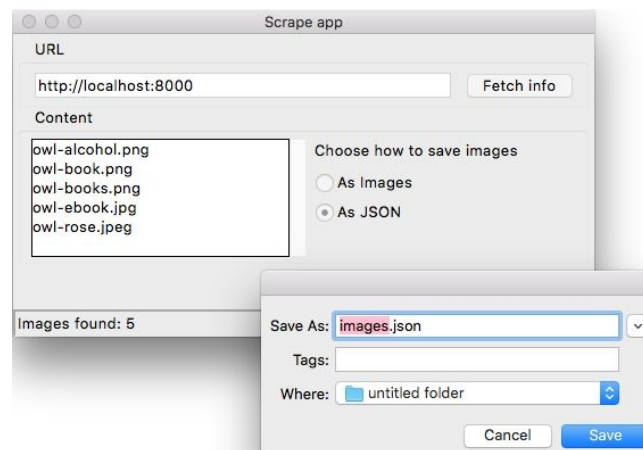 Scrape app
URL
http://localhost:8000
Fetch info
Content
owl-alcohol.png
owl-book.png
owl-books.png
owl-ebook.jpg
owl-rose.jpeg
Choose how to save images
As Images
As JSON
Images found: 5
Save As: images.json
Tags:
Where: untitled folder
Cancel Save